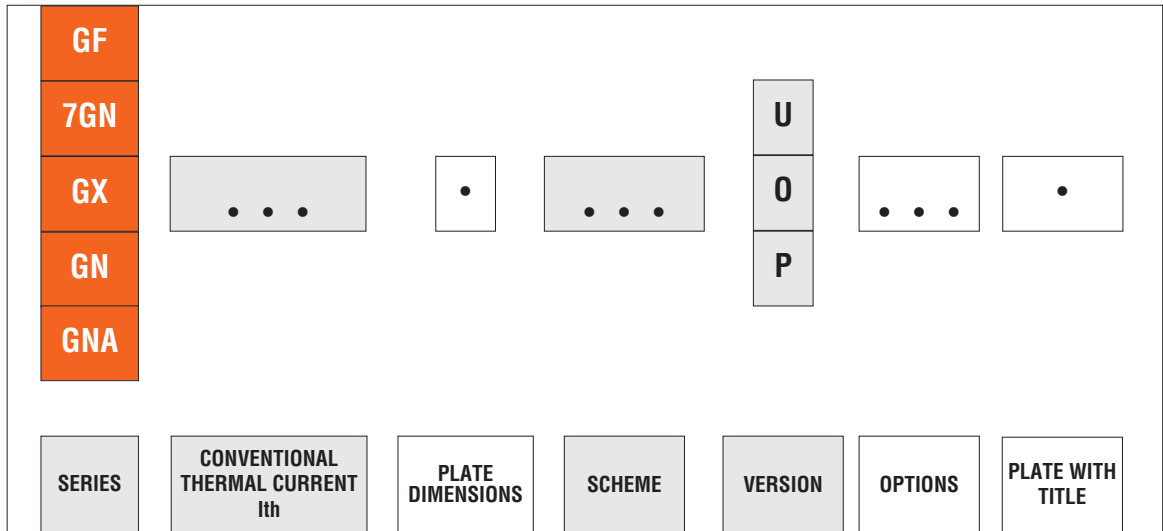 GF
7GN
U
GX
• • •
•
• • •
O
• • •
•
GN
P
GNA
SERIES
CONVENTIONAL
THERMAL CURRENT
Ith
PLATE
DIMENSIONS
SCHEME
VERSION
OPTIONS
PLATE WITH
TITLE